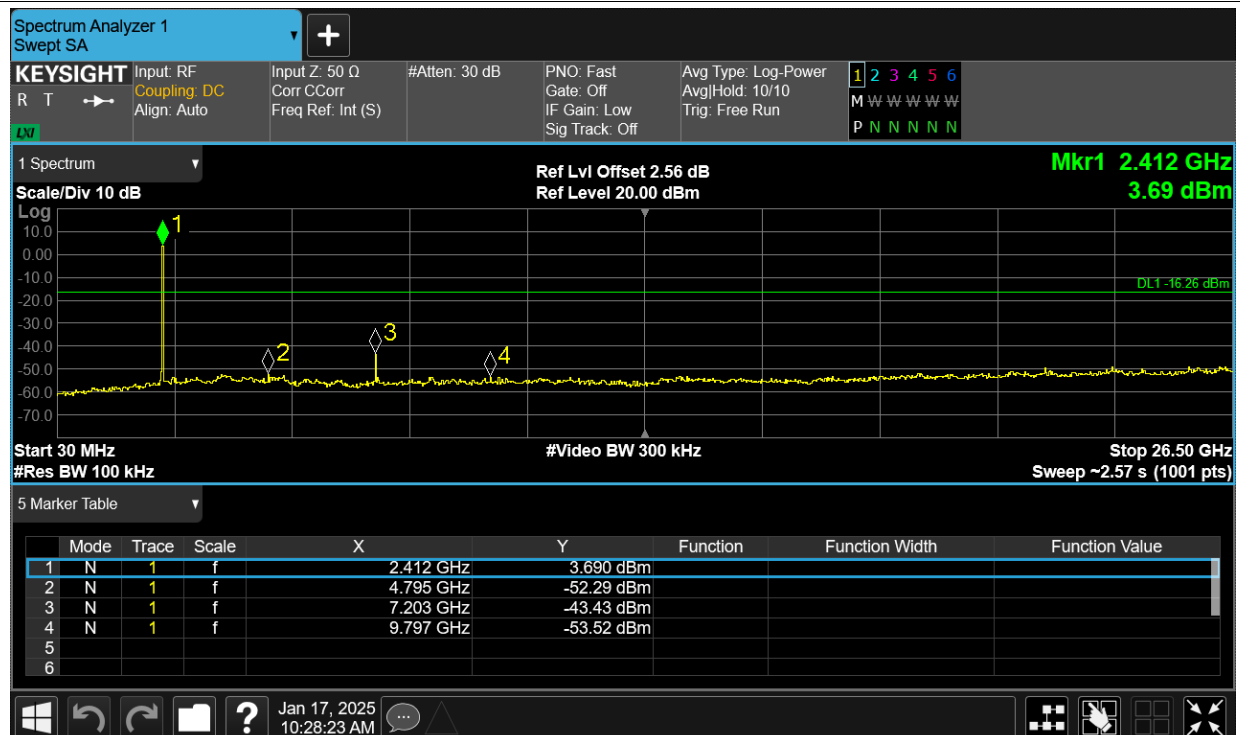 Spectrum Analyzer 1
Swept SA
+
KEYSIGHT
R T
LXI
Input: RF
Coupling: DC
Align: Auto
Input Z: 50 Ω
Corr CCorr
Freq Ref: Int (S)
#Atten: 30 dB
PNO: Fast
Gate: Off
IF Gain: Low
Sig Track: Off
Avg Type: Log-Power
Avg|Hold: 10/10
Trig: Free Run
1 2 3 4 5 6
M W W W W W
P N N N N N
1 Spectrum
Scale/Div 10 dB
Ref Lvl Offset 2.56 dB
Ref Level 20.00 dBm
Mkr1 2.412 GHz
3.69 dBm
Log
10.0
0.00
-10.0
-20.0
-30.0
-40.0
-50.0
-60.0
-70.0
1
2
3
4
DL1 -16.26 dBm
Start 30 MHz
#Res BW 100 kHz
#Video BW 300 kHz
Stop 26.50 GHz
Sweep ~2.57 s (1001 pts)
5 Marker Table
Mode Trace Scale X Y Function Function Width Function Value
1 N 1 f 2.412 GHz 3.690 dBm
2 N 1 f 4.795 GHz -52.29 dBm
3 N 1 f 7.203 GHz -43.43 dBm
4 N 1 f 9.797 GHz -53.52 dBm
5
6
?
Jan 17, 2025
10:28:23 AM